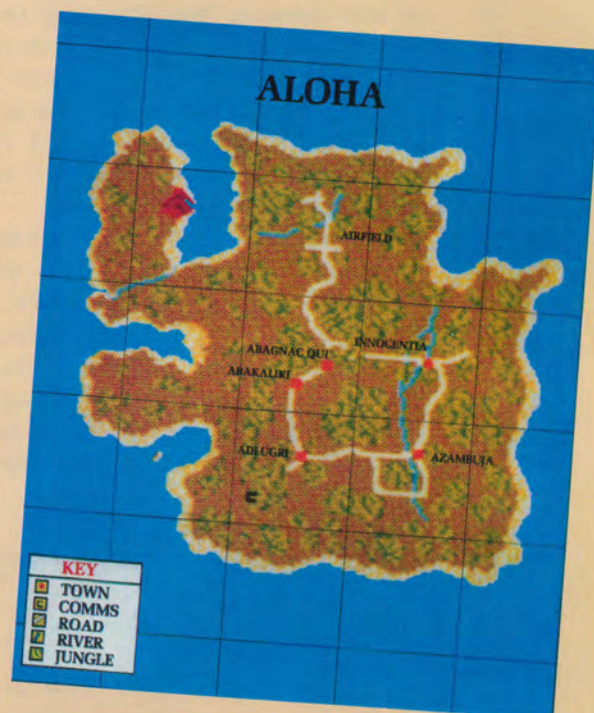 ALOHA
AIRFIELD
INNOCENTIA
ABAGNAC QUI
ABAKALIKI
ADLUGRI
AZAMBUJA
KEY
TOWN
COMMS
ROAD
RIVER
JUNGLE